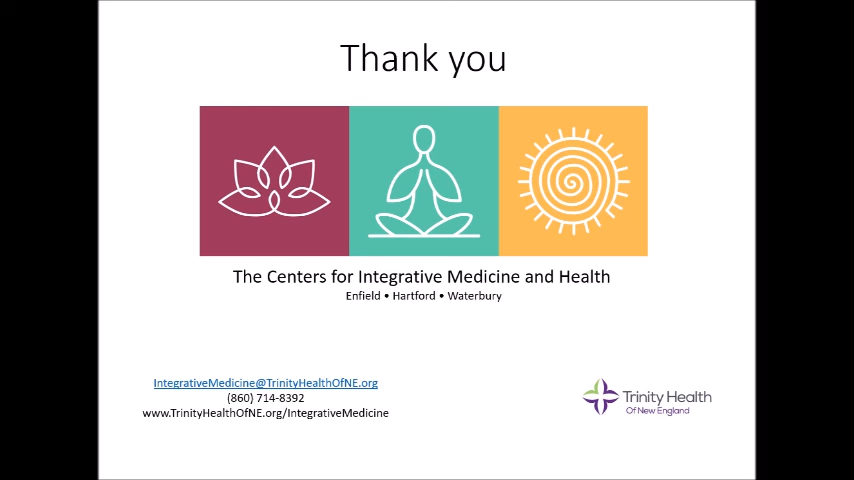 Thank you
The Centers for Integrative Medicine and Health
Enfield • Hartford • Waterbury
IntegrativeMedicine@TrinityHealthOfNE.org
(860) 714-8392
www.TrinityHealthOfNE.org/IntegrativeMedicine
Trinity Health
Of New England